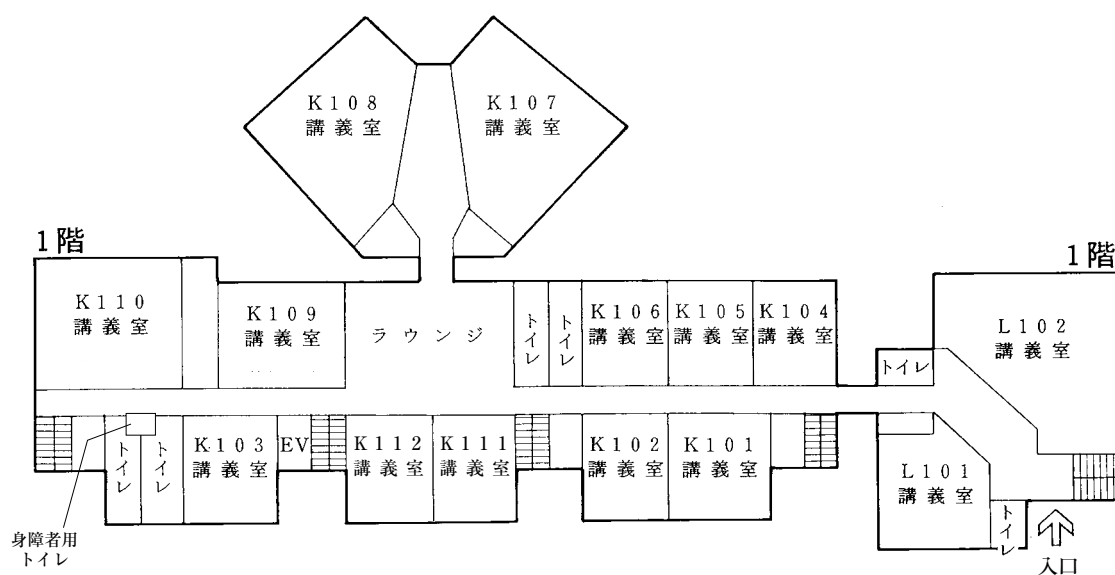 K108
講義室
K107
講義室
1階
1階
K110
講義室
K109
講義室
ラウンジ
トイレ
トイレ
K106
講義室
K105
講義室
K104
講義室
L102
講義室
トイレ
トイレ
トイレ
K103
講義室
EV
K112
講義室
K111
講義室
K102
講義室
K101
講義室
L101
講義室
トイレ
身障者用
トイレ
入口